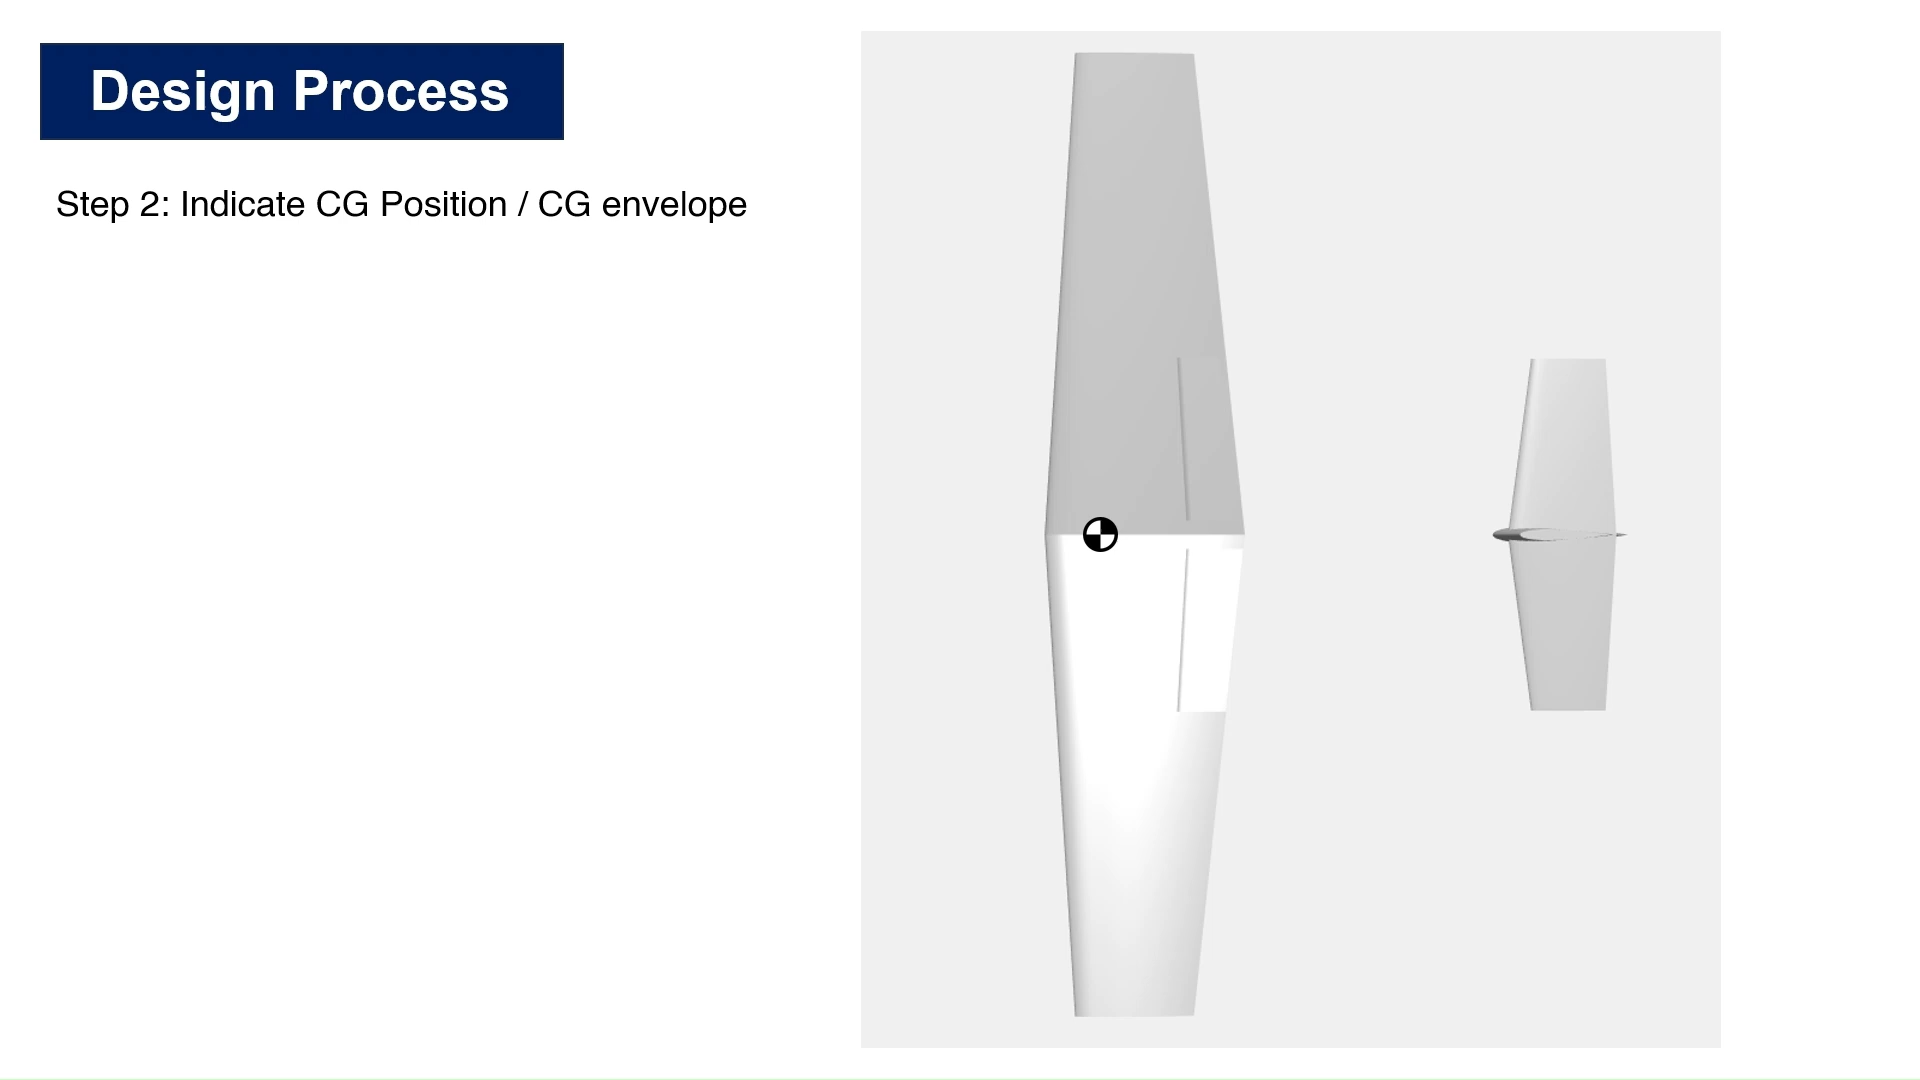 Design Process
Step 2: Indicate CG Position / CG envelope